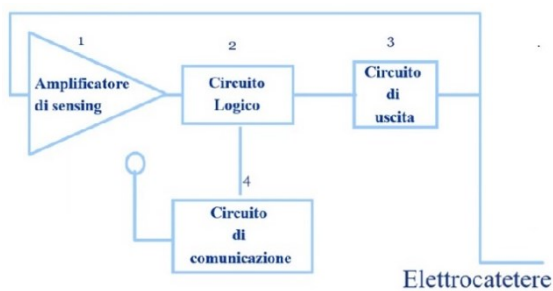 1
2
3
Amplificatore
di sensing
Circuito
Logico
Circuito
di
uscita
4
Circuito
di
comunicazione
Elettrocatetere